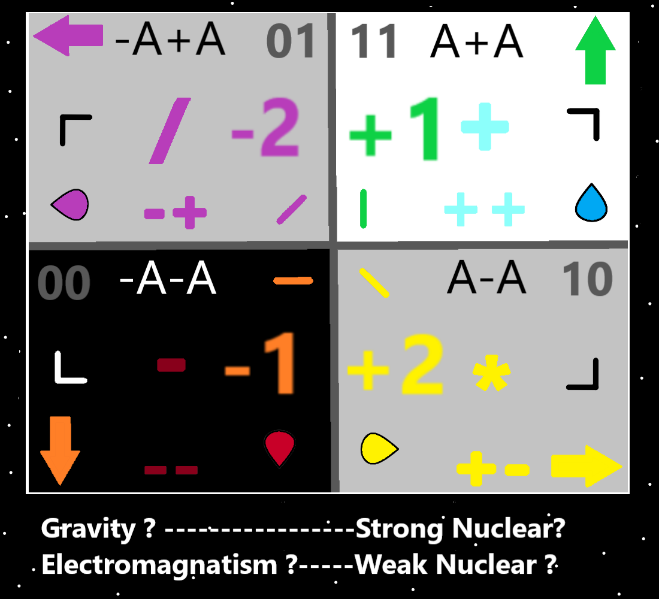 -A+A 01
/ -2
-+ /
11 A+A
+1 +
| ++
00 -A-A —
- -1
--
\ A-A 10
+2 *
+-
Gravity ? -----------------Strong Nuclear?
Electromagnatism ?-----Weak Nuclear ?